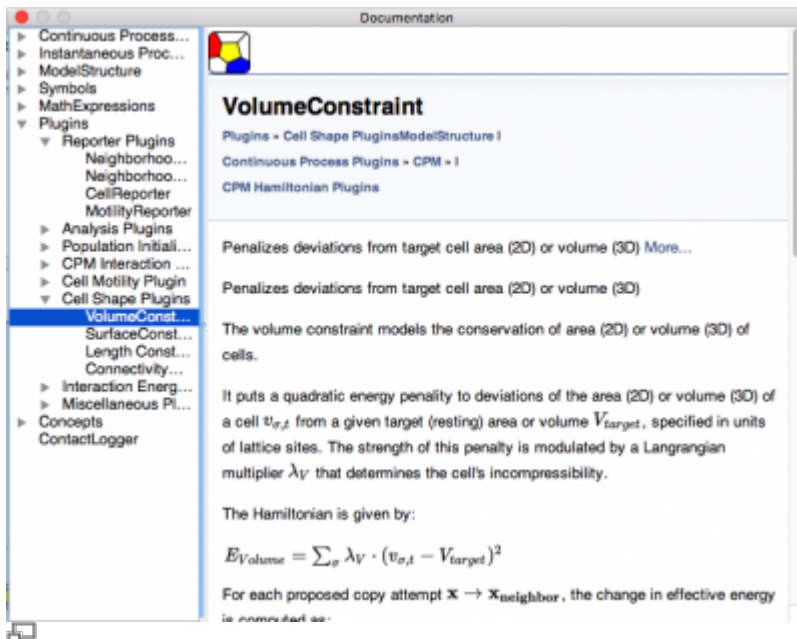 Documentation
Continuous Process...
Instantaneous Proc...
ModelStructure
Symbols
MathExpressions
Plugins
Reporter Plugins
Neighborhoo...
Neighborhoo...
CellReporter
MotilityReporter
Analysis Plugins
Population Initiali...
CPM Interaction ...
Cell Motility Plugin
Cell Shape Plugins
VolumeConst...
SurfaceConst...
Length Const...
Connectivity...
Interaction Energ...
Miscellaneous Pl...
Concepts
ContactLogger
VolumeConstraint
Plugins » Cell Shape PluginsModelStructure |
Continuous Process Plugins » CPM » |
CPM Hamiltonian Plugins
Penalizes deviations from target cell area (2D) or volume (3D) More...
Penalizes deviations from target cell area (2D) or volume (3D)
The volume constraint models the conservation of area (2D) or volume (3D) of
cells.
It puts a quadratic energy penality to deviations of the area (2D) or volume (3D) of
a cell v_{σ,t} from a given target (resting) area or volume V_{target}, specified in units
of lattice sites. The strength of this penalty is modulated by a Langrangian
multiplier λ_V that determines the cell's incompressibility.
The Hamiltonian is given by:
E_{Volume} = ∑_σ λ_V · (v_{σ,t} − V_{target})²
For each proposed copy attempt x → x_{neighbor}, the change in effective energy
is computed as: